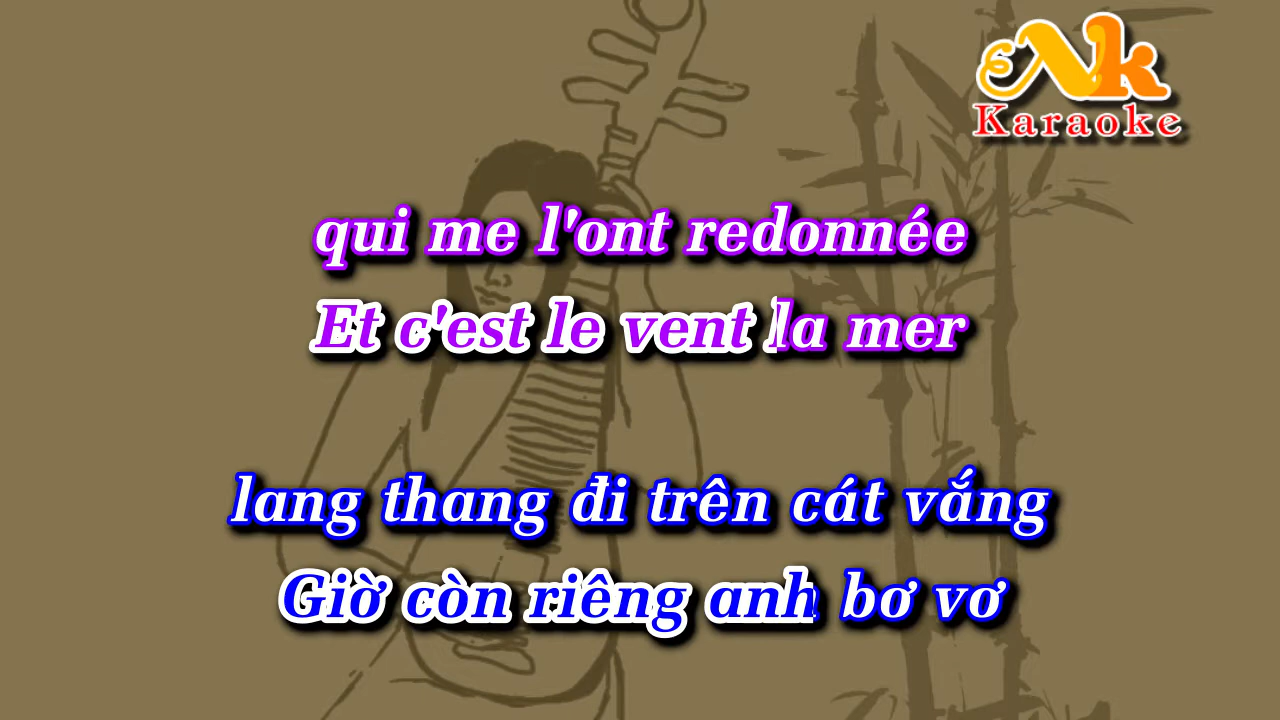 Nk
Karaoke
qui me l'ont redonnée
Et c'est le vent la mer
lang thang đi trên cát vắng
Giờ còn riêng anh bơ vơ